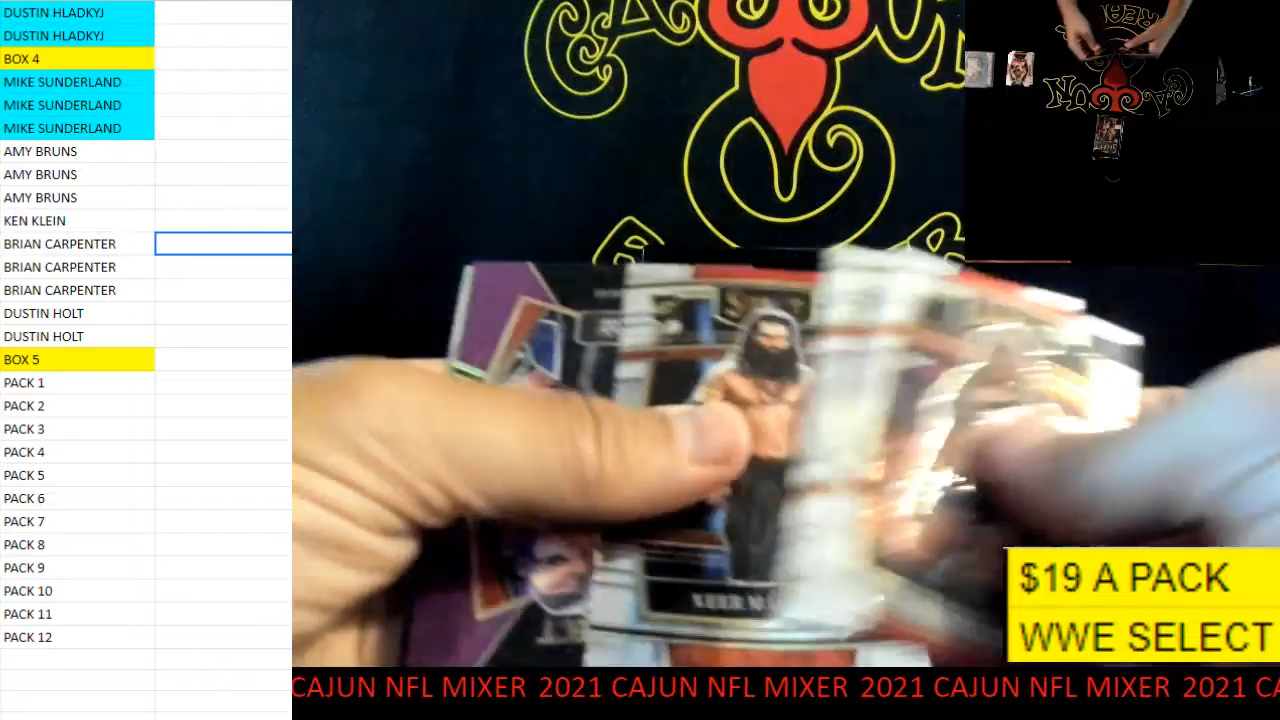 DUSTIN HLADKYJ
DUSTIN HLADKYJ
BOX 4
MIKE SUNDERLAND
MIKE SUNDERLAND
MIKE SUNDERLAND
AMY BRUNS
AMY BRUNS
AMY BRUNS
KEN KLEIN
BRIAN CARPENTER
BRIAN CARPENTER
BRIAN CARPENTER
DUSTIN HOLT
DUSTIN HOLT
BOX 5
PACK 1
PACK 2
PACK 3
PACK 4
PACK 5
PACK 6
PACK 7
PACK 8
PACK 9
PACK 10
PACK 11
PACK 12
$19 A PACK
WWE SELECT
CAJUN NFL MIXER 2021 CAJUN NFL MIXER 2021 CAJUN NFL MIXER 2021 CA